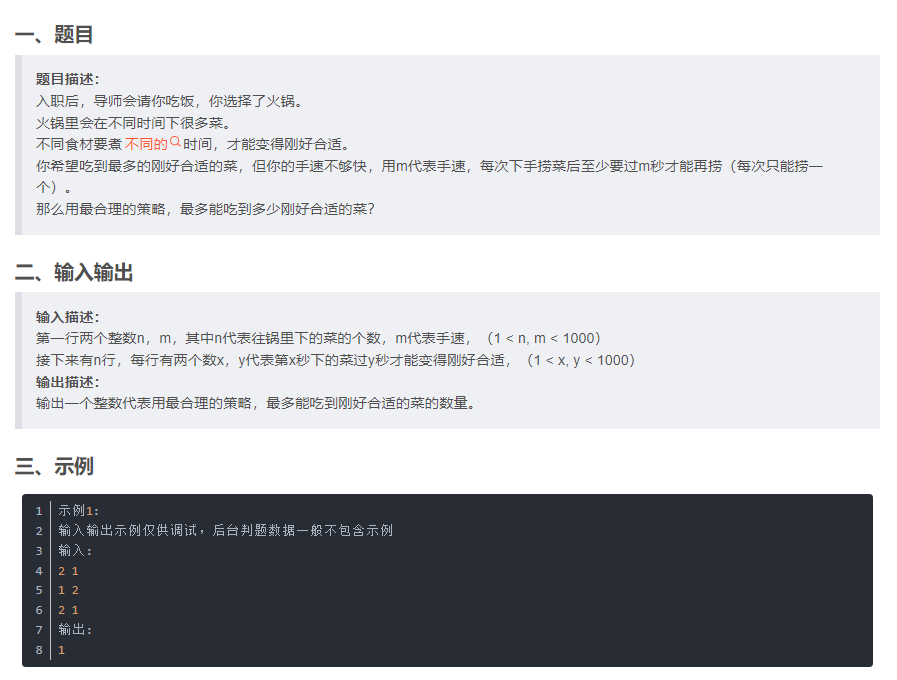 一、题目
题目描述：
入职后，导师会请你吃饭，你选择了火锅。
火锅里会在不同时间下很多菜。
不同食材要煮不同的时间，才能变得刚好合适。
你希望吃到最多的刚好合适的菜，但你的手速不够快，用m代表手速，每次下手捞菜后至少要过m秒才能再捞（每次只能捞一
个）。
那么用最合理的策略，最多能吃到多少刚好合适的菜？
二、输入输出
输入描述：
第一行两个整数n，m，其中n代表往锅里下的菜的个数，m代表手速，（1 < n, m < 1000）
接下来有n行，每行有两个数x，y代表第x秒下的菜过y秒才能变得刚好合适，（1 < x, y < 1000）
输出描述：
输出一个整数代表用最合理的策略，最多能吃到刚好合适的菜的数量。
三、示例
1 示例1:
2 输入输出示例仅供调试，后台判题数据一般不包含示例
3 输入：
4 2 1
5 1 2
6 2 1
7 输出：
8 1